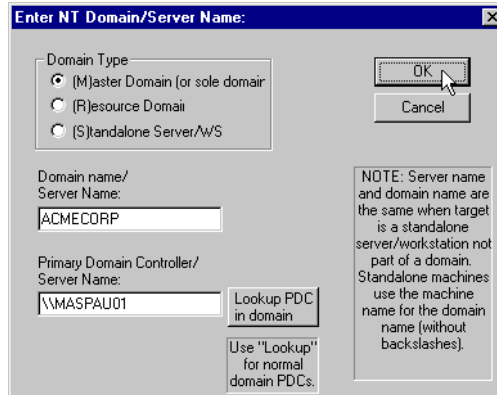 Enter NT Domain/Server Name:
Domain Type
(M)aster Domain (or sole domair
(R)esource Domaii
(S)tandalone Server/WS
OK
Cancel
Domain name/
Server Name:
ACMECORP
Primary Domain Controller/
Server Name:
\\MASPAU01
Lookup PDC
in domain
Use "Lookup"
for normal
domain PDCs.
NOTE: Server name
and domain name are
the same when target
is a standalone
server/workstation not
part of a domain.
Standalone machines
use the machine
name for the domain
name (without
backslashes).